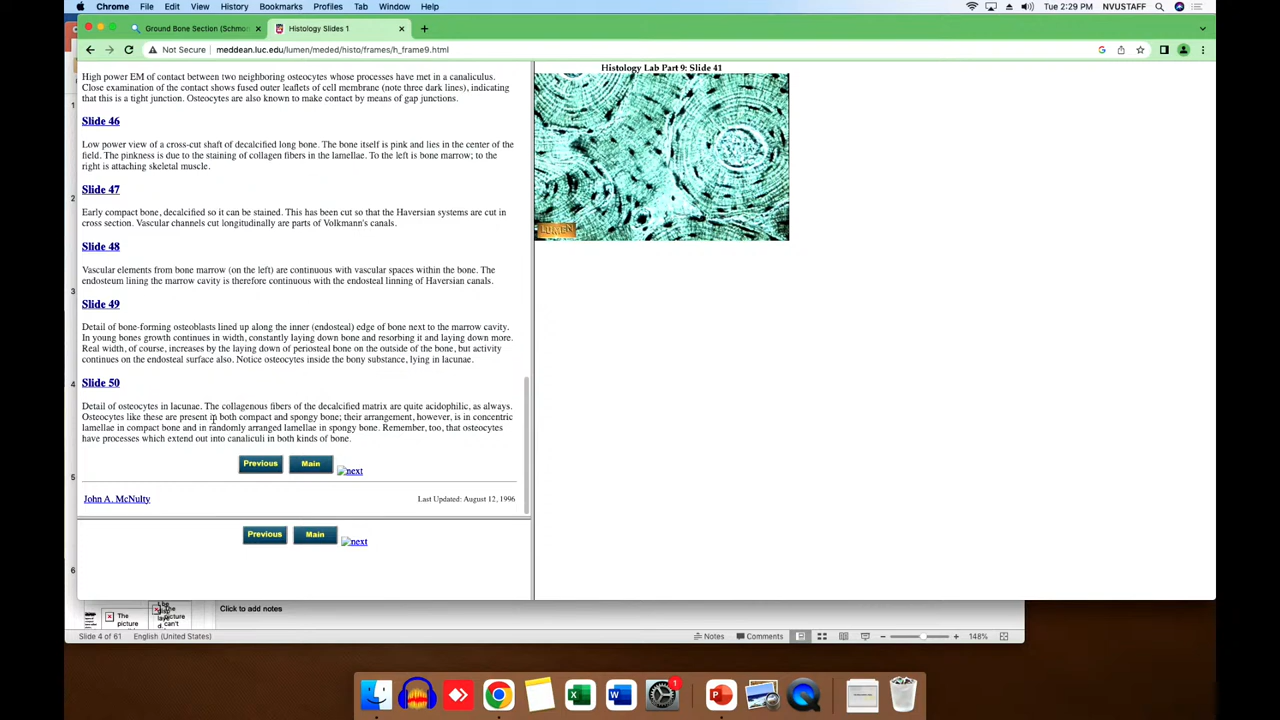 Chrome File Edit View History Bookmarks Profiles Tab Window Help
Tue 2:29 PM NVUSTAFF
Ground Bone Section (Schmo
Histology Slides 1
Not Secure meddean.luc.edu/lumen/meded/histo/frames/h_frame9.html
High power EM of contact between two neighboring osteocytes whose processes have met in a canaliculus.
Close examination of the contact shows fused outer leaflets of cell membrane (note three dark lines), indicating
that this is a tight junction. Osteocytes are also known to make contact by means of gap junctions.
Slide 46
Low power view of a cross-cut shaft of decalcified long bone. The bone itself is pink and lies in the center of the
field. The pinkness is due to the staining of collagen fibers in the lamellae. To the left is bone marrow; to the
right is attaching skeletal muscle.
Slide 47
Early compact bone, decalcified so it can be stained. This has been cut so that the Haversian systems are cut in
cross section. Vascular channels cut longitudinally are parts of Volkmann's canals.
Slide 48
Vascular elements from bone marrow (on the left) are continuous with vascular spaces within the bone. The
endosteum lining the marrow cavity is therefore continuous with the endosteal linning of Haversian canals.
Slide 49
Detail of bone-forming osteoblasts lined up along the inner (endosteal) edge of bone next to the marrow cavity.
In young bones growth continues in width, constantly laying down bone and resorbing it and laying down more.
Real width, of course, increases by the laying down of periosteal bone on the outside of the bone, but activity
continues on the endosteal surface also. Notice osteocytes inside the bony substance, lying in lacunae.
Slide 50
Detail of osteocytes in lacunae. The collagenous fibers of the decalcified matrix are quite acidophilic, as always.
Osteocytes like these are present in both compact and spongy bone; their arrangement, however, is in concentric
lamellae in compact bone and in randomly arranged lamellae in spongy bone. Remember, too, that osteocytes
have processes which extend out into canaliculi in both kinds of bone.
Previous Main next
John A. McNulty
Last Updated: August 12, 1996
Previous Main next
Histology Lab Part 9: Slide 41
LUMEN
1
2
3
4
5
6
The
picture
can't
The
picture
can't
Click to add notes
Slide 4 of 61 English (United States)
Notes Comments 148%
1